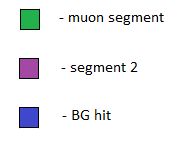 - muon segment
- segment 2
- BG hit